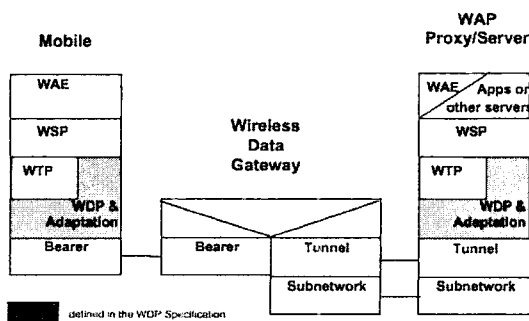 Mobile
WAP
Proxy/Server
WAE
WSP
WTP
WDP &
Adaptation
Bearer
Wireless
Data
Gateway
Bearer
Tunnel
Subnetwork
WAE
Apps on
other servers
WSP
WTP
WDP &
Adaptation
Tunnel
Subnetwork
defined in the WDP Specification